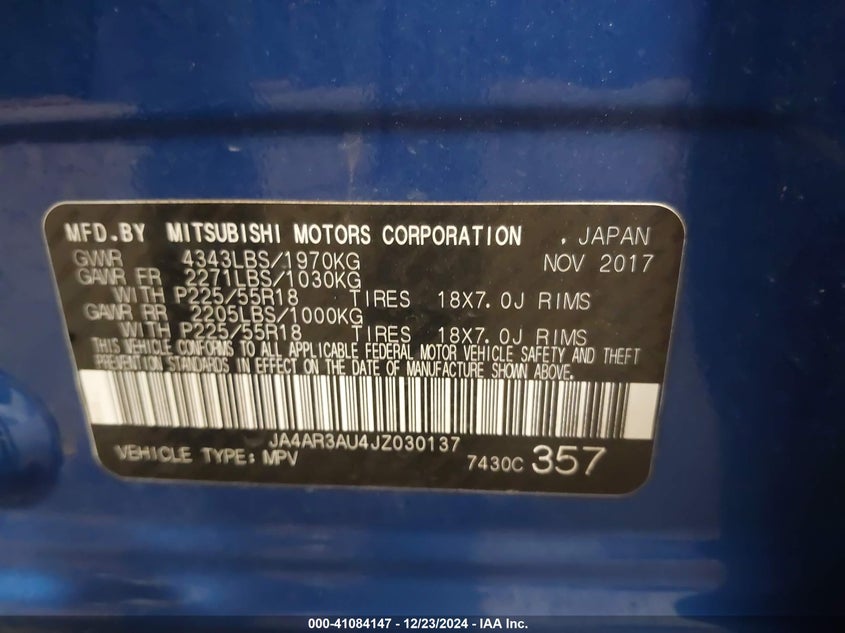 MFD.BY MITSUBISHI MOTORS CORPORATION , JAPAN
GVWR 4343LBS/1970KG NOV 2017
GAWR FR 2271LBS/1030KG
WITH P225/55R18 TIRES 18X7.0J RIMS
GAWR RR 2205LBS/1000KG
WITH P225/55R18 TIRES 18X7.0J RIMS
THIS VEHICLE CONFORMS TO ALL APPLICABLE FEDERAL MOTOR VEHICLE SAFETY AND THEFT
PREVENTION STANDARDS IN EFFECT ON THE DATE OF MANUFACTURE SHOWN ABOVE.
JA4AR3AU4JZ030137
VEHICLE TYPE: MPV 7430C 357
000-41084147 - 12/23/2024 - IAA Inc.